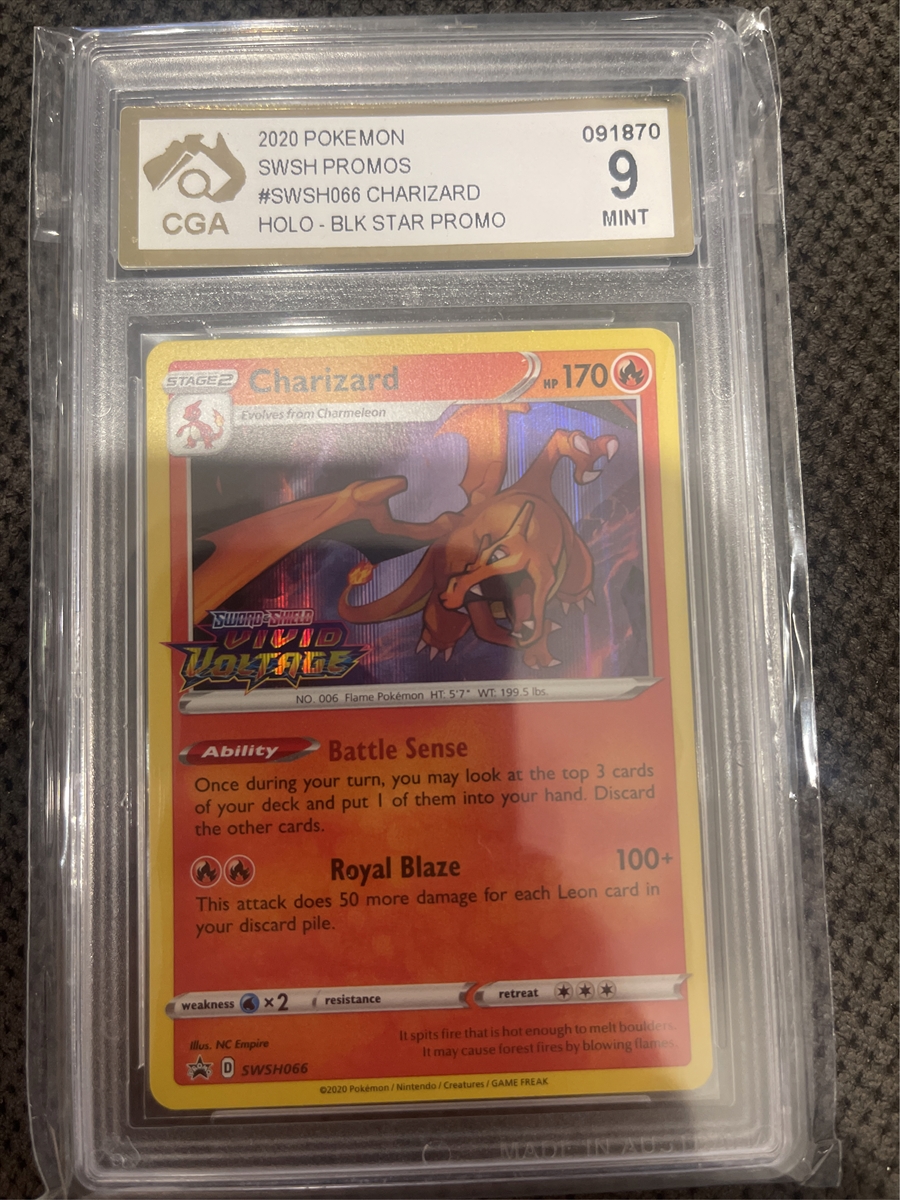 2020 POKEMON
091870
SWSH PROMOS
9
#SWSH066 CHARIZARD
MINT
CGA
HOLO - BLK STAR PROMO
STAGE 2
Charizard
HP 170
Evolves from Charmeleon
SWORD & SHIELD
VIVID
VOLTAGE
NO. 006 Flame Pokémon HT: 5'7" WT: 199.5 lbs.
Ability
Battle Sense
Once during your turn, you may look at the top 3 cards
of your deck and put 1 of them into your hand. Discard
the other cards.
Royal Blaze 100+
This attack does 50 more damage for each Leon card in
your discard pile.
weakness ×2 resistance retreat
Illus. NC Empire
It spits fire that is hot enough to melt boulders.
It may cause forest fires by blowing flames.
PROMO
D SWSH066
©2020 Pokémon / Nintendo / Creatures / GAME FREAK
MADE IN AUST